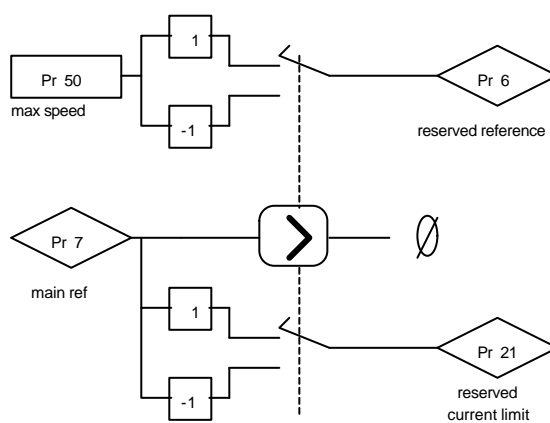 1
Pr 50
Pr 6
max speed
-1
reserved reference
Pr 7
0
main ref
1
Pr 21
-1
reserved
current limit